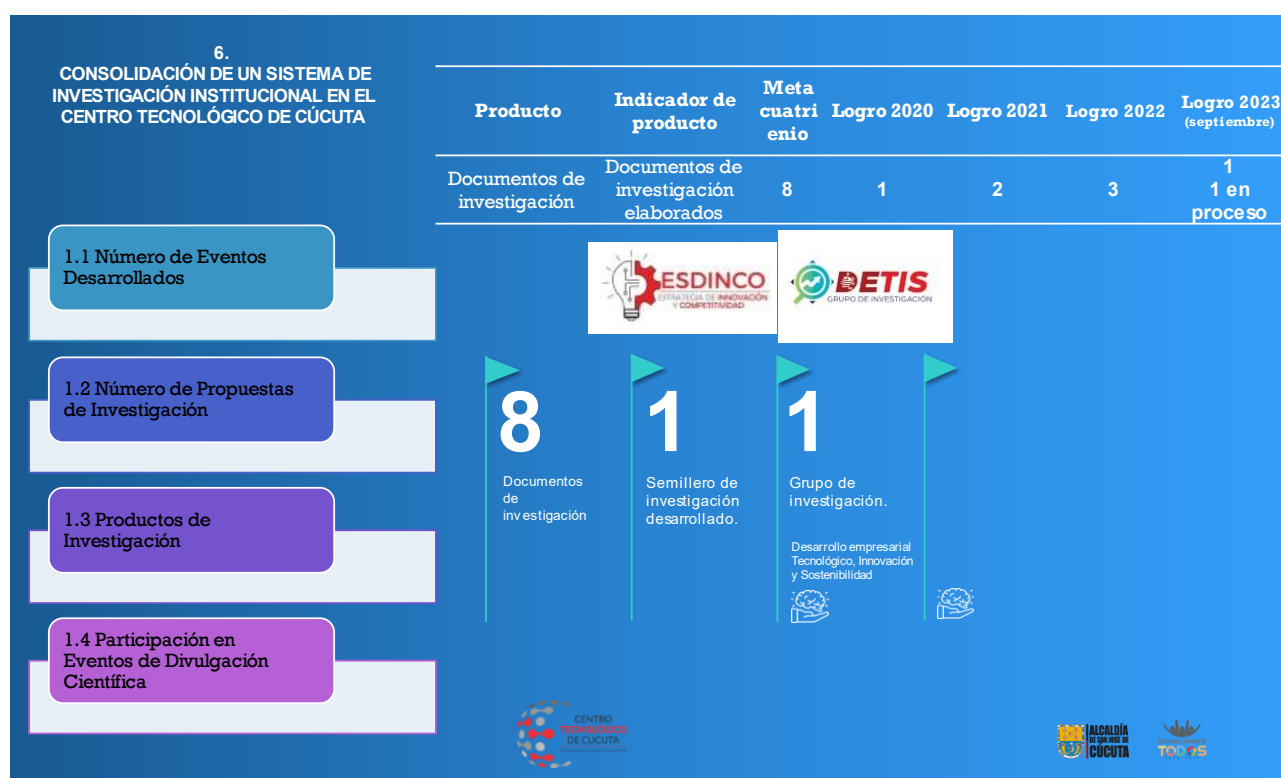 6.
CONSOLIDACIÓN DE UN SISTEMA DE
INVESTIGACIÓN INSTITUCIONAL EN EL
CENTRO TECNOLÓGICO DE CÚCUTA
Producto
Indicador de
producto
Meta
cuatri
enio
Logro 2020
Logro 2021
Logro 2022
Logro 2023
(septiembre)
Documentos de
investigación
Documentos de
investigación
elaborados
8
1
2
3
1
1 en
proceso
1.1 Número de Eventos
Desarrollados
1.2 Número de Propuestas
de Investigación
1.3 Productos de
Investigación
1.4 Participación en
Eventos de Divulgación
Científica
ESDINCO
ESTRATEGIA DE INNOVACIÓN
Y COMPETITIVIDAD
DETIS
GRUPO DE INVESTIGACIÓN
8
Documentos
de
investigación
1
Semillero de
investigación
desarrollado.
1
Grupo de
investigación.
Desarrollo empresarial
Tecnológico, Innovación
y Sostenibilidad
CENTRO
TECNOLÓGICO
DE CÚCUTA
ALCALDÍA
DE SAN JOSÉ DE
CÚCUTA
TODOS